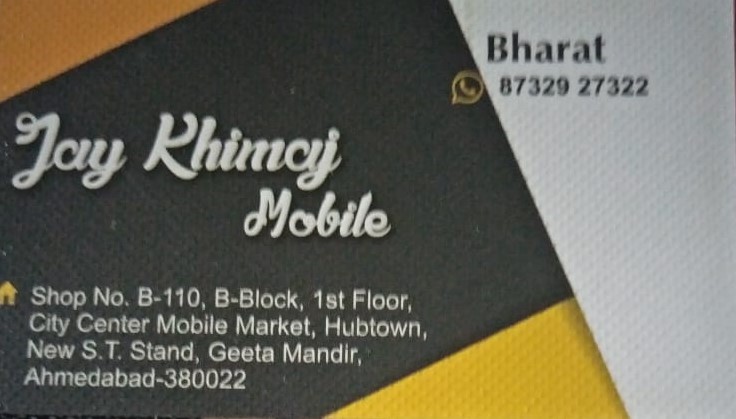 Bharat
87329 27322
Jay Khimaj
Mobile
Shop No. B-110, B-Block, 1st Floor,
City Center Mobile Market, Hubtown,
New S.T. Stand, Geeta Mandir,
Ahmedabad-380022